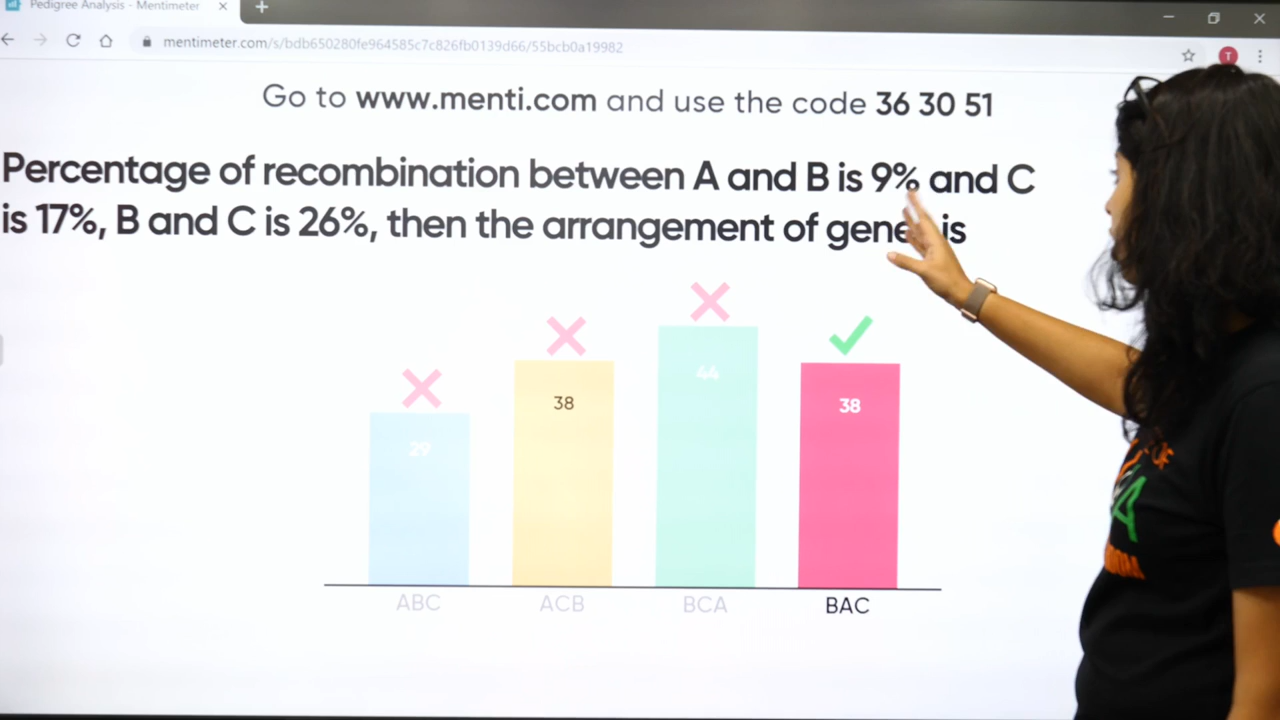 Pedigree Analysis - Mentimeter
mentimeter.com/s/bdb650280fe964585c7c826fb0139d66/55bcb0a19982
T
Go to www.menti.com and use the code 36 30 51
Percentage of recombination between A and B is 9% and C
is 17%, B and C is 26%, then the arrangement of gene is
29
38
44
38
ABC
ACB
BCA
BAC
OF